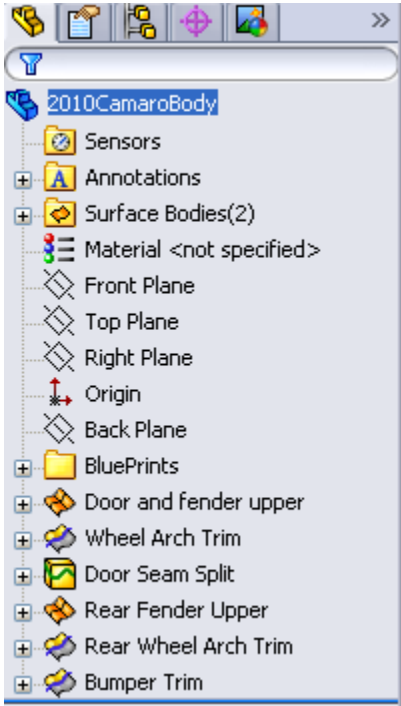 »
2010CamaroBody
Sensors
Annotations
Surface Bodies(2)
Material <not specified>
Front Plane
Top Plane
Right Plane
Origin
Back Plane
BluePrints
Door and fender upper
Wheel Arch Trim
Door Seam Split
Rear Fender Upper
Rear Wheel Arch Trim
Bumper Trim